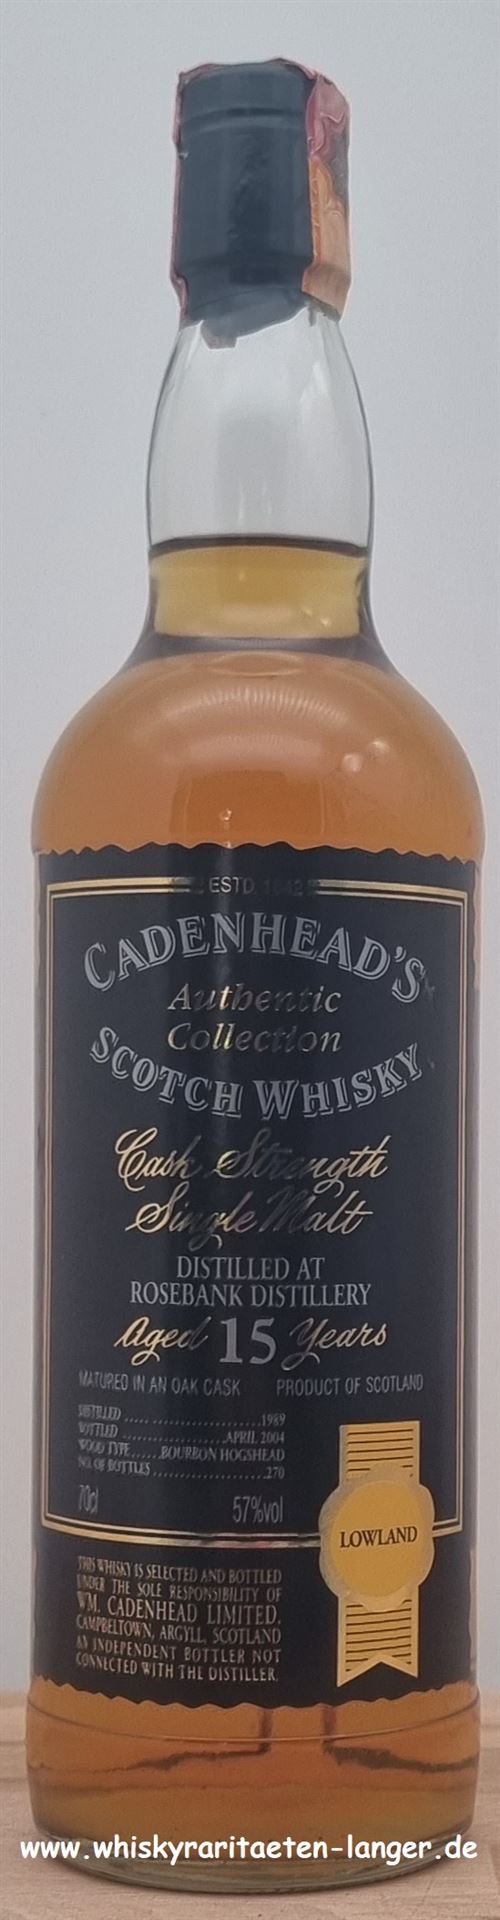 ESTD. 1842
CADENHEAD'S
Authentic
Collection
SCOTCH WHISKY
Cask Strength
Single Malt
DISTILLED AT
ROSEBANK DISTILLERY
Aged 15 Years
MATURED IN AN OAK CASK PRODUCT OF SCOTLAND
DISTILLED ..... ......................1989
BOTTLED ......................APRIL 2004
WOOD TYPE......BOURBON HOGSHEAD
NO. OF BOTTLES ........................270
70cl 57%vol
LOWLAND
THIS WHISKY IS SELECTED AND BOTTLED
UNDER THE SOLE RESPONSIBILITY OF
WM. CADENHEAD LIMITED,
CAMPBELTOWN, ARGYLL, SCOTLAND
AN INDEPENDENT BOTTLER NOT
CONNECTED WITH THE DISTILLER.
www.whiskyraritaeten-langer.de